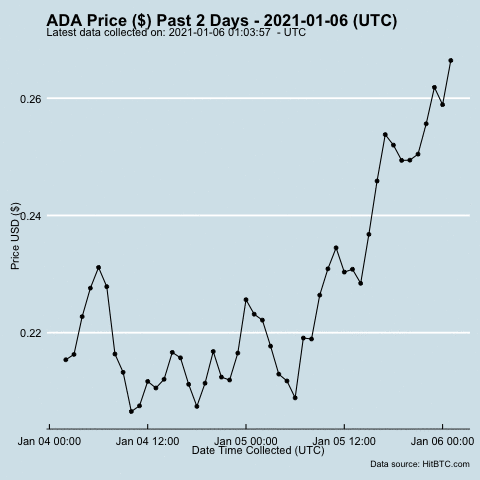 ADA Price ($) Past 2 Days - 2021-01-06 (UTC)
Latest data collected on: 2021-01-06 01:03:57 - UTC
0.26
0.24
0.22
Price USD ($)
Jan 04 00:00 Jan 04 12:00 Jan 05 00:00 Jan 05 12:00 Jan 06 00:00
Date Time Collected (UTC)
Data source: HitBTC.com